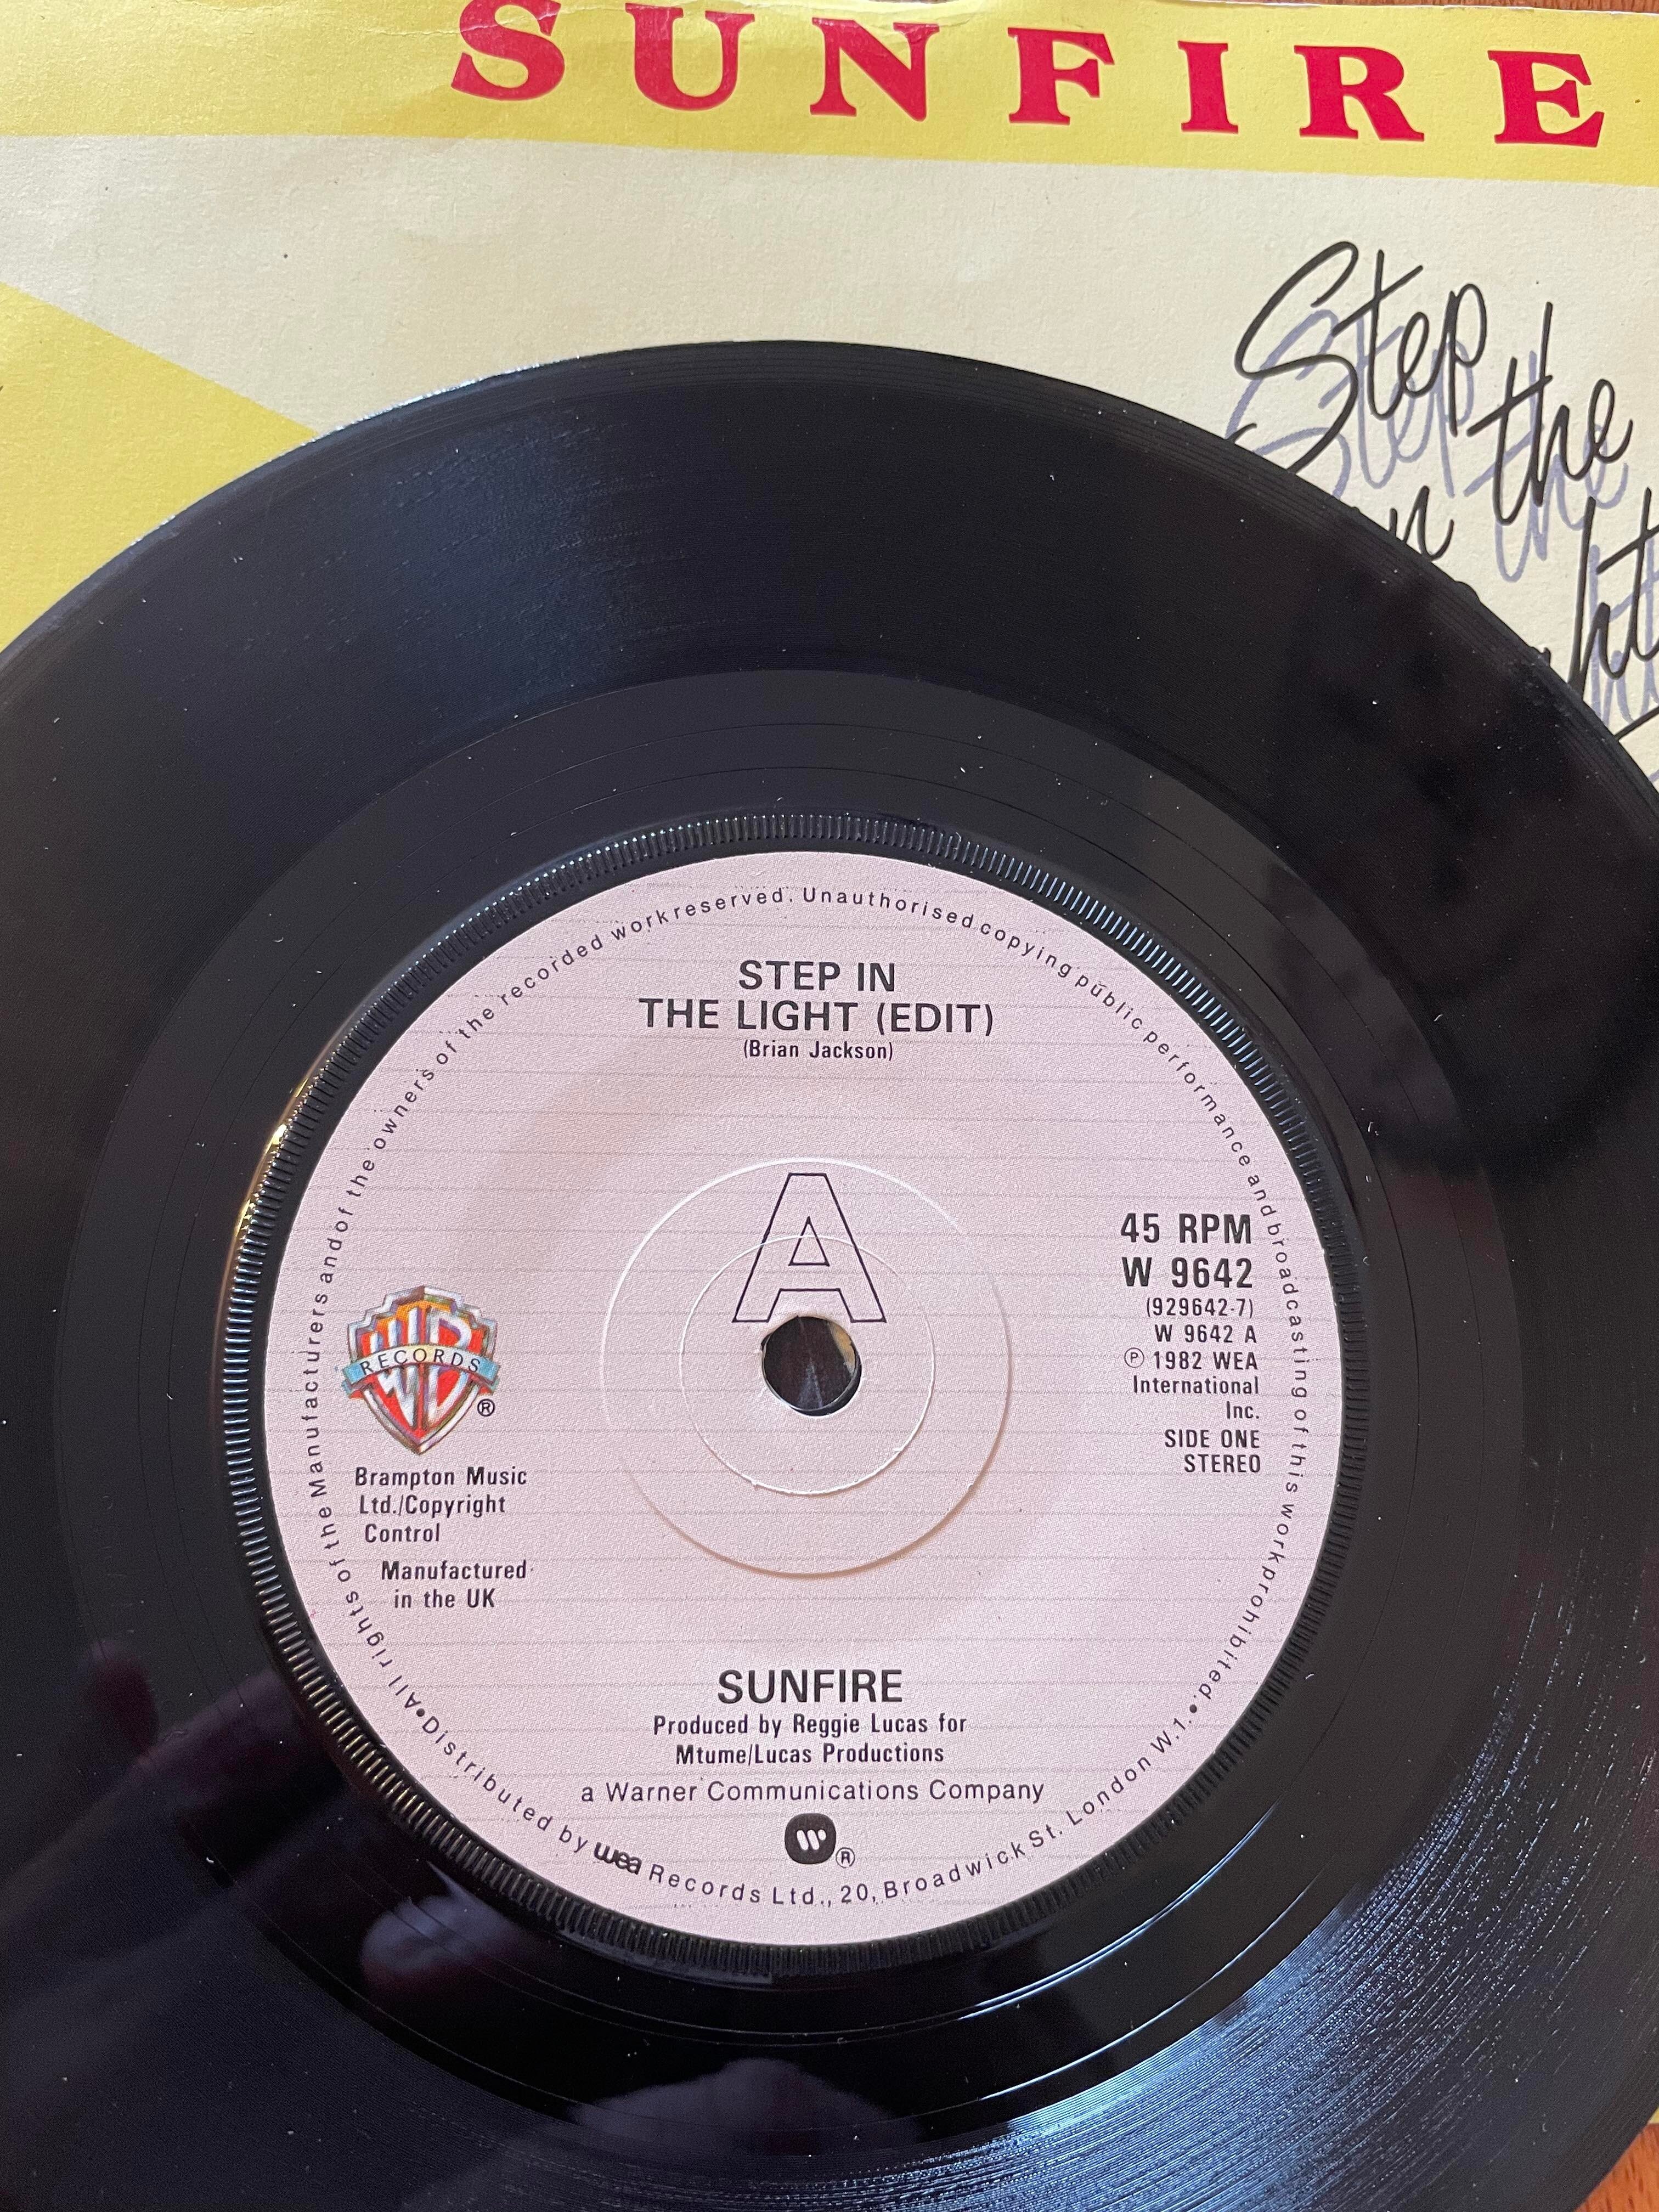 SUNFIRE
Step
the
STEP IN
THE LIGHT (EDIT)
(Brian Jackson)
A
45 RPM
W 9642
(929642-7)
W 9642 A
℗ 1982 WEA
International
Inc.
SIDE ONE
STEREO
WB
RECORDS
®
Brampton Music
Ltd./Copyright
Control
Manufactured
in the UK
SUNFIRE
Produced by Reggie Lucas for
Mtume/Lucas Productions
a Warner Communications Company
W ®
All rights of the Manufacturers and of the owners of the recorded work reserved. Unauthorised copying public performance and broadcasting of this work prohibited.
• Distributed by wea Records Ltd., 20, Broadwick St. London W.1. •